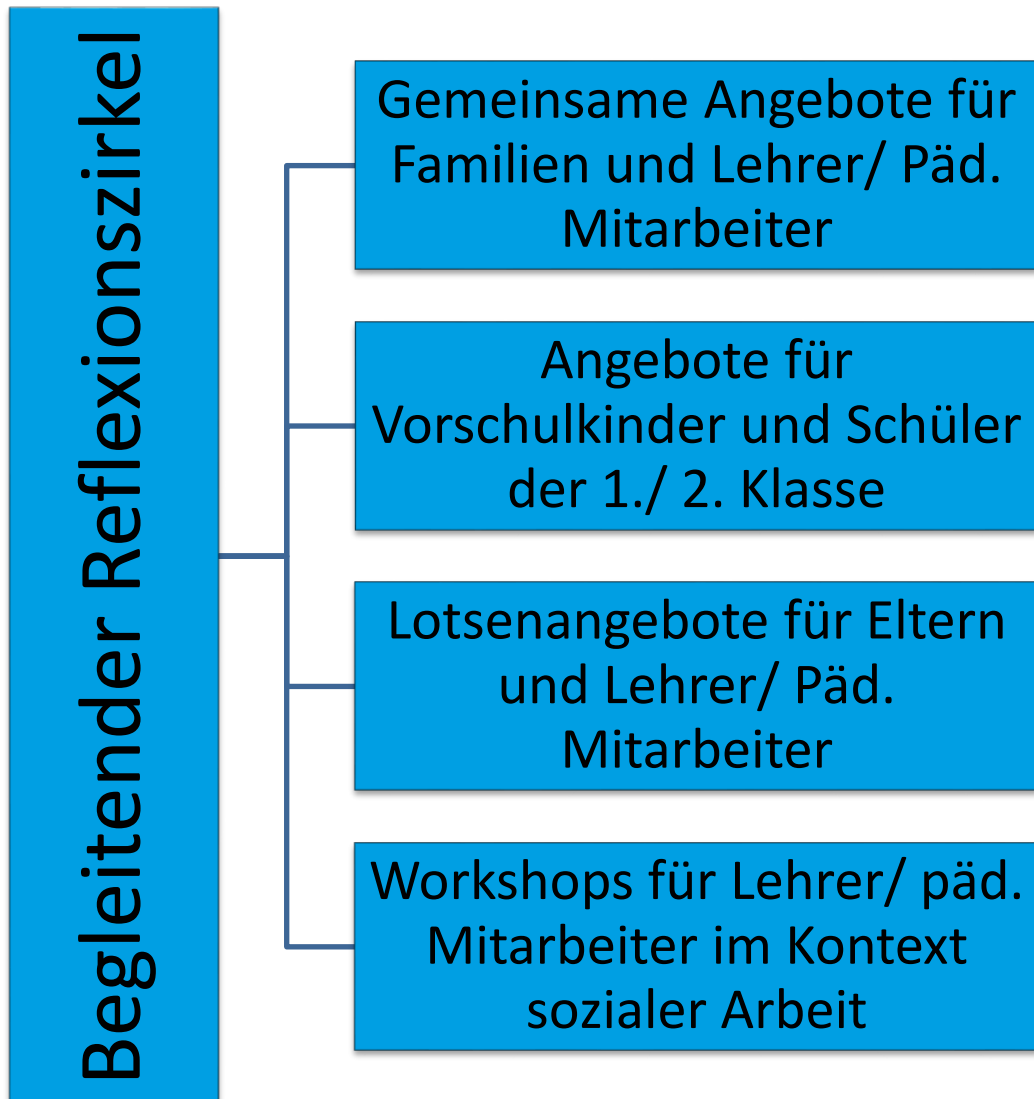 Begleitender Reflexionszirkel
Gemeinsame Angebote für
Familien und Lehrer/ Päd.
Mitarbeiter
Angebote für
Vorschulkinder und Schüler
der 1./ 2. Klasse
Lotsenangebote für Eltern
und Lehrer/ Päd.
Mitarbeiter
Workshops für Lehrer/ päd.
Mitarbeiter im Kontext
sozialer Arbeit